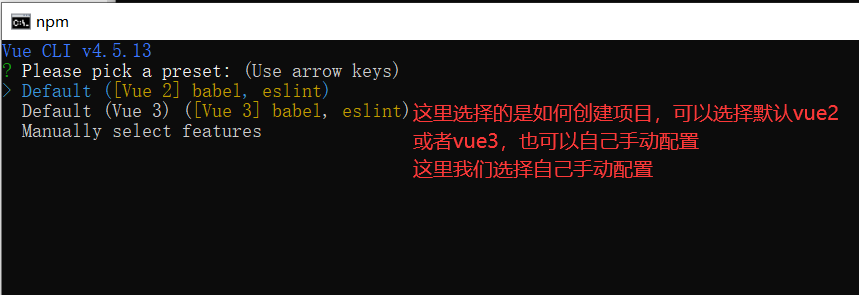 npm
Vue CLI v4.5.13
? Please pick a preset: (Use arrow keys)
> Default ([Vue 2] babel, eslint)
Default (Vue 3) ([Vue 3] babel, eslint)
Manually select features
这里选择的是如何创建项目，可以选择默认vue2
或者vue3，也可以自己手动配置
这里我们选择自己手动配置